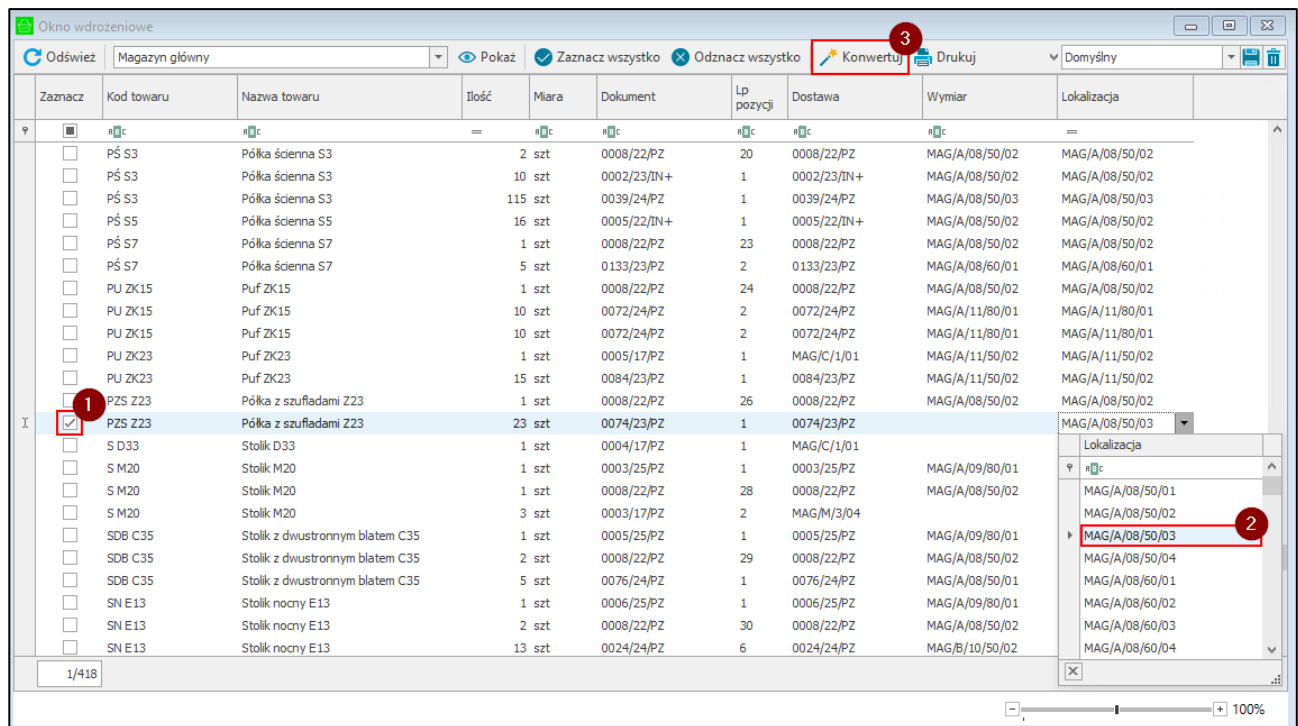 Okno wdrożeniowe
3
Odśwież Magazyn główny Pokaż Zaznacz wszystko Odznacz wszystko Konwertuj Drukuj Domyślny
Zaznacz Kod towaru Nazwa towaru Ilość Miara Dokument Lp pozycji Dostawa Wymiar Lokalizacja
PŚ S3 Półka ścienna S3 2 szt 0008/22/PZ 20 0008/22/PZ MAG/A/08/50/02 MAG/A/08/50/02
PŚ S3 Półka ścienna S3 10 szt 0002/23/IN+ 1 0002/23/IN+ MAG/A/08/50/02 MAG/A/08/50/02
PŚ S3 Półka ścienna S3 115 szt 0039/24/PZ 1 0039/24/PZ MAG/A/08/50/03 MAG/A/08/50/03
PŚ S5 Półka ścienna S5 16 szt 0005/22/IN+ 1 0005/22/IN+ MAG/A/08/50/02 MAG/A/08/50/02
PŚ S7 Półka ścienna S7 1 szt 0008/22/PZ 23 0008/22/PZ MAG/A/08/50/02 MAG/A/08/50/02
PŚ S7 Półka ścienna S7 5 szt 0133/23/PZ 2 0133/23/PZ MAG/A/08/60/01 MAG/A/08/60/01
PU ZK15 Puf ZK15 1 szt 0008/22/PZ 24 0008/22/PZ MAG/A/08/50/02 MAG/A/08/50/02
PU ZK15 Puf ZK15 10 szt 0072/24/PZ 2 0072/24/PZ MAG/A/11/80/01 MAG/A/11/80/01
PU ZK15 Puf ZK15 10 szt 0072/24/PZ 2 0072/24/PZ MAG/A/11/80/01 MAG/A/11/80/01
PU ZK23 Puf ZK23 1 szt 0005/17/PZ 1 MAG/C/1/01 MAG/A/11/50/02 MAG/A/11/50/02
PU ZK23 Puf ZK23 15 szt 0084/23/PZ 1 0084/23/PZ MAG/A/11/50/02 MAG/A/11/50/02
1 PZS Z23 Półka z szufladami Z23 1 szt 0008/22/PZ 26 0008/22/PZ MAG/A/08/50/02 MAG/A/08/50/02
PZS Z23 Półka z szufladami Z23 23 szt 0074/23/PZ 1 0074/23/PZ MAG/A/08/50/03
S D33 Stolik D33 1 szt 0004/17/PZ 1 MAG/C/1/01 Lokalizacja
S M20 Stolik M20 1 szt 0003/25/PZ 1 0003/25/PZ MAG/A/09/80/01
S M20 Stolik M20 1 szt 0008/22/PZ 28 0008/22/PZ MAG/A/08/50/02 MAG/A/08/50/01
S M20 Stolik M20 3 szt 0003/17/PZ 2 MAG/M/3/04 MAG/A/08/50/02
2
SDB C35 Stolik z dwustronnym blatem C35 1 szt 0005/25/PZ 1 0005/25/PZ MAG/A/09/80/01 MAG/A/08/50/03
SDB C35 Stolik z dwustronnym blatem C35 2 szt 0008/22/PZ 29 0008/22/PZ MAG/A/08/50/02 MAG/A/08/50/04
SDB C35 Stolik z dwustronnym blatem C35 5 szt 0076/24/PZ 1 0076/24/PZ MAG/A/08/50/01 MAG/A/08/60/01
SN E13 Stolik nocny E13 1 szt 0006/25/PZ 1 0006/25/PZ MAG/A/09/80/01 MAG/A/08/60/02
SN E13 Stolik nocny E13 2 szt 0008/22/PZ 30 0008/22/PZ MAG/A/08/50/02 MAG/A/08/60/03
SN E13 Stolik nocny E13 13 szt 0024/24/PZ 6 0024/24/PZ MAG/B/10/50/02 MAG/A/08/60/04
1/418
100%